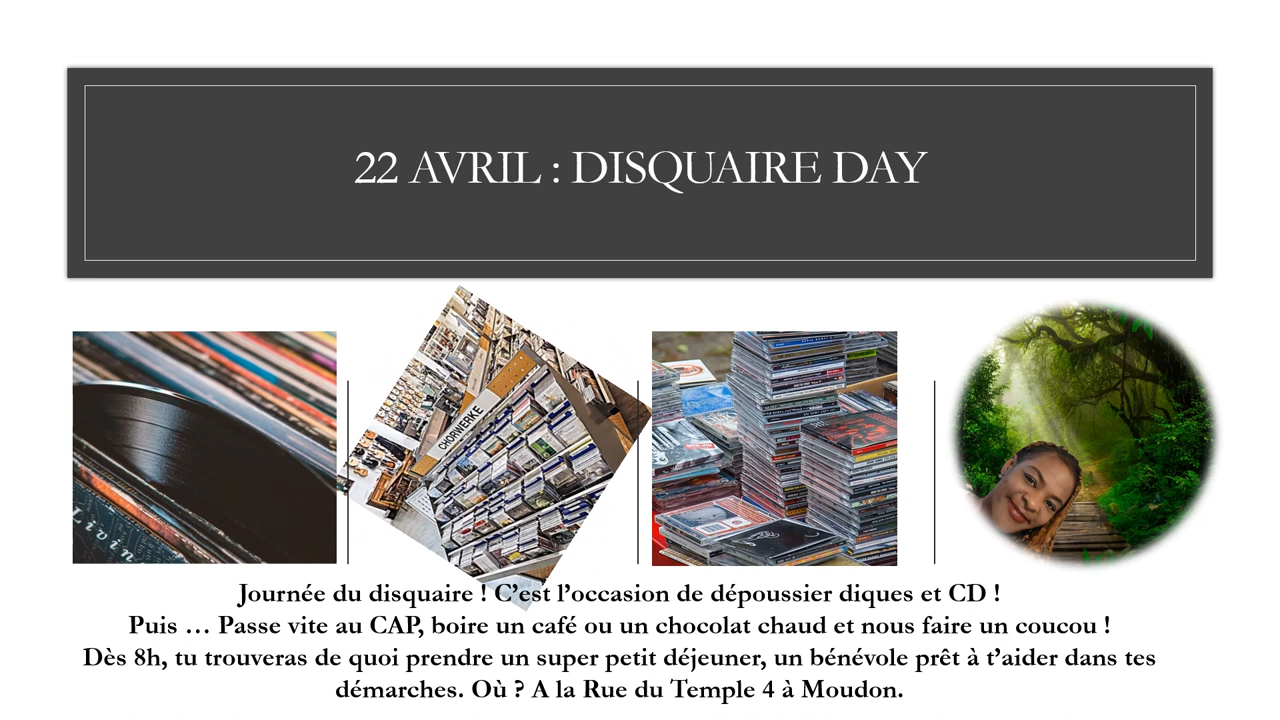 22 AVRIL : DISQUAIRE DAY
CHORWERKE
Livin
Journée du disquaire ! C’est l’occasion de dépoussier diques et CD !
Puis … Passe vite au CAP, boire un café ou un chocolat chaud et nous faire un coucou !
Dès 8h, tu trouveras de quoi prendre un super petit déjeuner, un bénévole prêt à t’aider dans tes
démarches. Où ? A la Rue du Temple 4 à Moudon.